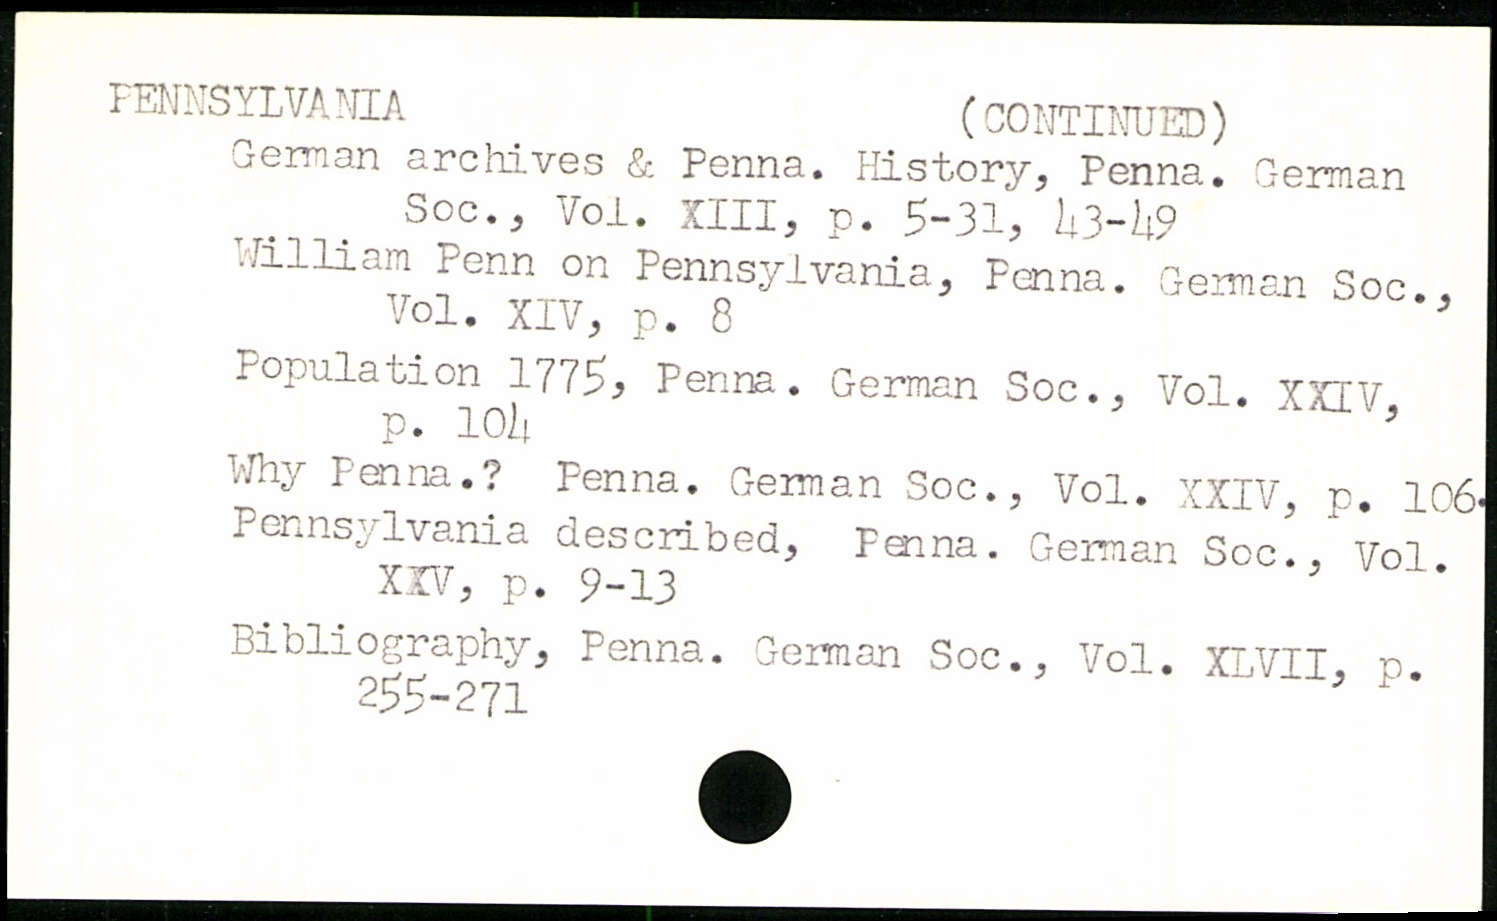 PENNSYLVANIA (CONTINUED)
German archives & Penna. History, Penna. German
Soc., Vol. XIII, p. 5-31, 43-49
William Penn on Pennsylvania, Penna. German Soc.,
Vol. XIV, p. 8
Population 1775, Penna. German Soc., Vol. XXIV,
p. 104
Why Penna.? Penna. German Soc., Vol. XXIV, p. 106.
Pennsylvania described, Penna. German Soc., Vol.
XXV, p. 9-13
Bibliography, Penna. German Soc., Vol. XLVII, p.
255-271